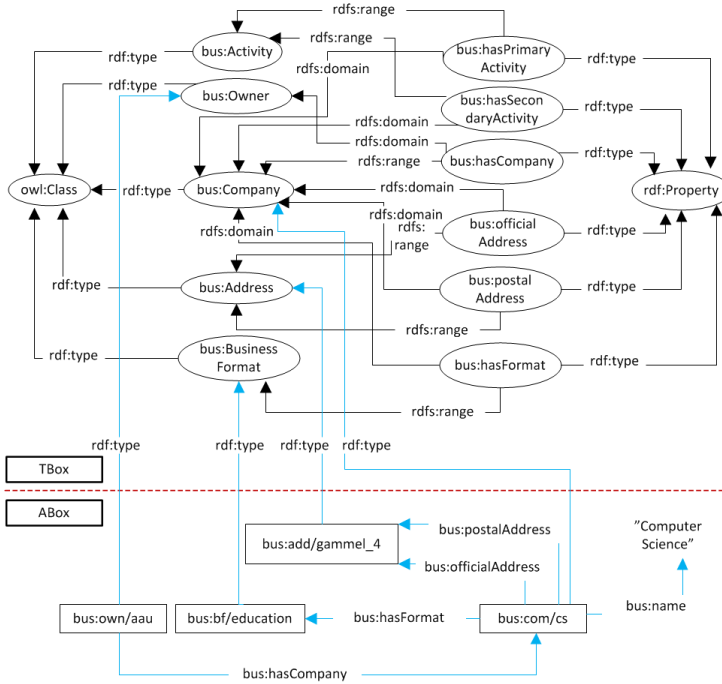 rdfs:range
rdfs:range
bus:Activity
rdf:type
rdfs:domain
bus:hasPrimary
Activity
rdf:type
rdf:type
bus:Owner
bus:hasSecon
daryActivity
rdf:type
rdfs:domain
rdfs:domain
rdfs:range
bus:hasCompany
rdf:type
owl:Class
rdf:type
bus:Company
rdfs:domain
rdf:Property
rdfs:domain
rdfs:domain
rdfs:
range
bus:official
Address
rdf:type
rdf:type
bus:Address
bus:postal
Address
rdf:type
rdfs:range
rdf:type
bus:Business
Format
bus:hasFormat
rdf:type
rdfs:range
rdf:type
rdf:type
rdf:type
rdf:type
TBox
ABox
bus:add/gammel_4
bus:postalAddress
bus:officialAddress
”Computer
Science”
bus:own/aau
bus:bf/education
bus:hasFormat
bus:com/cs
bus:name
bus:hasCompany